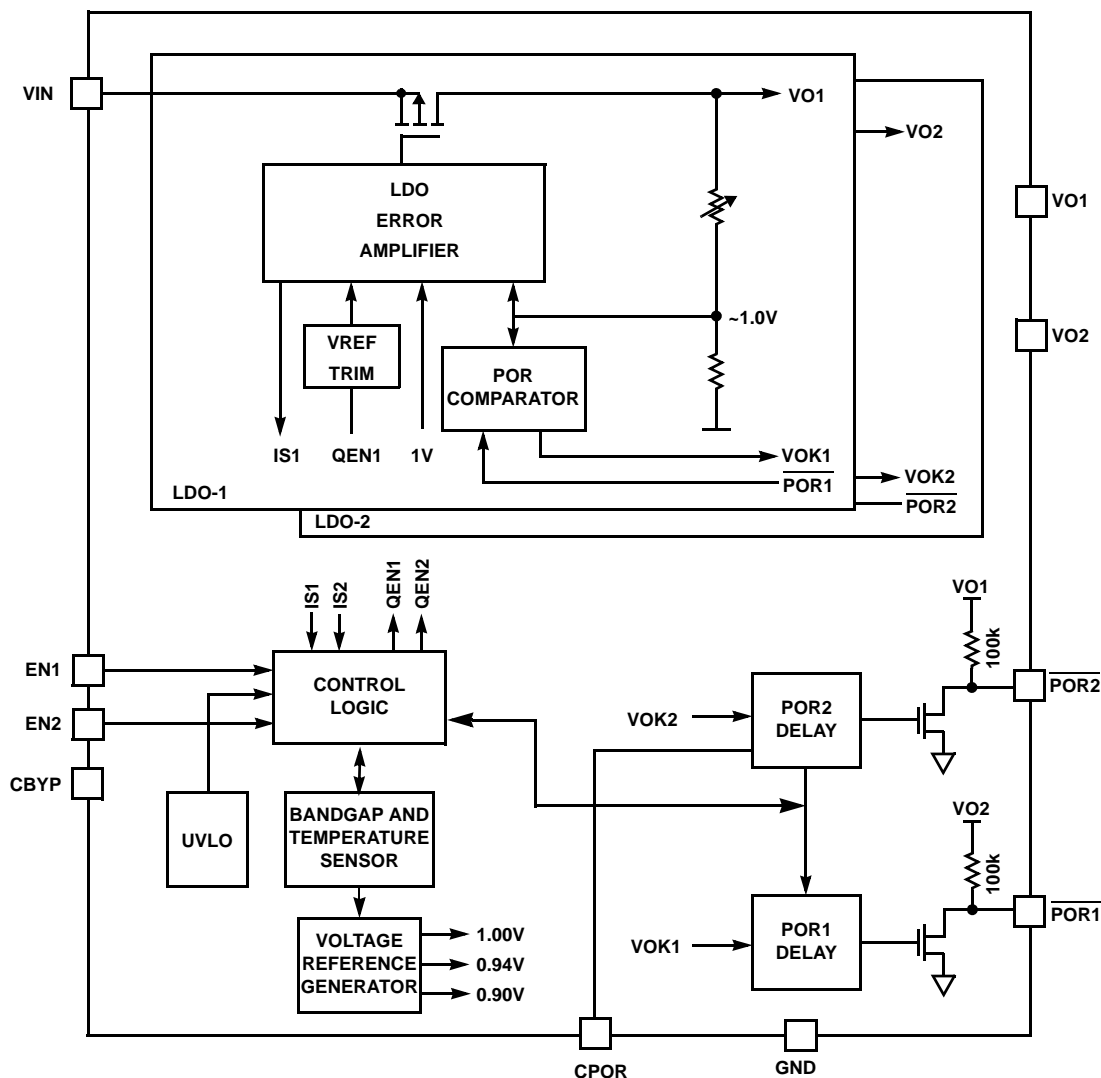 VIN
VO1
VO2
LDO
ERROR
AMPLIFIER
VO1
~1.0V
VO2
VREF
TRIM
POR
COMPARATOR
IS1
QEN1
1V
VOK1
POR1
VOK2
POR2
LDO-1
LDO-2
IS1
IS2
QEN1
QEN2
VO1
100k
EN1
CONTROL
LOGIC
POR2
EN2
VOK2
POR2
DELAY
CBYP
UVLO
BANDGAP AND
TEMPERATURE
SENSOR
VO2
100k
POR1
VOLTAGE
REFERENCE
GENERATOR
1.00V
0.94V
0.90V
VOK1
POR1
DELAY
CPOR
GND